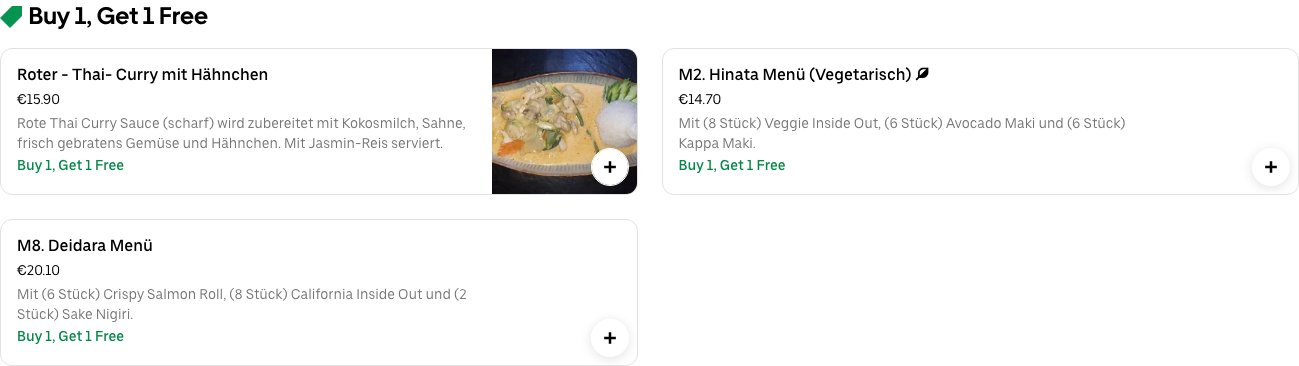 Buy 1, Get 1 Free
Roter - Thai- Curry mit Hähnchen
€15.90
Rote Thai Curry Sauce (scharf) wird zubereitet mit Kokosmilch, Sahne,
frisch gebratens Gemüse und Hähnchen. Mit Jasmin-Reis serviert.
Buy 1, Get 1 Free
M2. Hinata Menü (Vegetarisch)
€14.70
Mit (8 Stück) Veggie Inside Out, (6 Stück) Avocado Maki und (6 Stück)
Kappa Maki.
Buy 1, Get 1 Free
M8. Deidara Menü
€20.10
Mit (6 Stück) Crispy Salmon Roll, (8 Stück) California Inside Out und (2
Stück) Sake Nigiri.
Buy 1, Get 1 Free